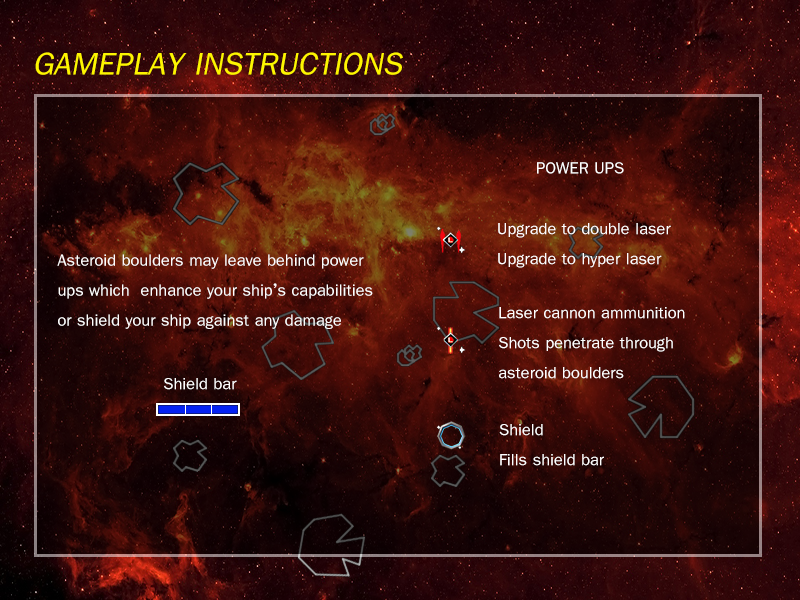 GAMEPLAY INSTRUCTIONS
Asteroid boulders may leave behind power
ups which enhance your ship's capabilities
or shield your ship against any damage
Shield bar
POWER UPS
L
Upgrade to double laser
Upgrade to hyper laser
L
Laser cannon ammunition
Shots penetrate through
asteroid boulders
Shield
Fills shield bar